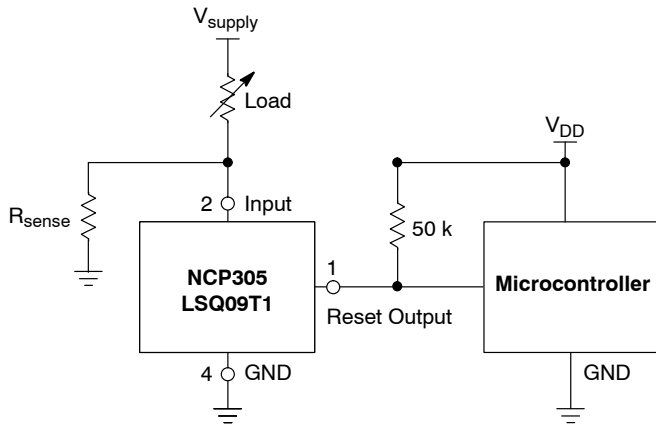 Vsupply
Load
VDD
Rsense
2 Input
50 k
NCP305
LSQ09T1
1
Reset Output
Microcontroller
4 GND
GND